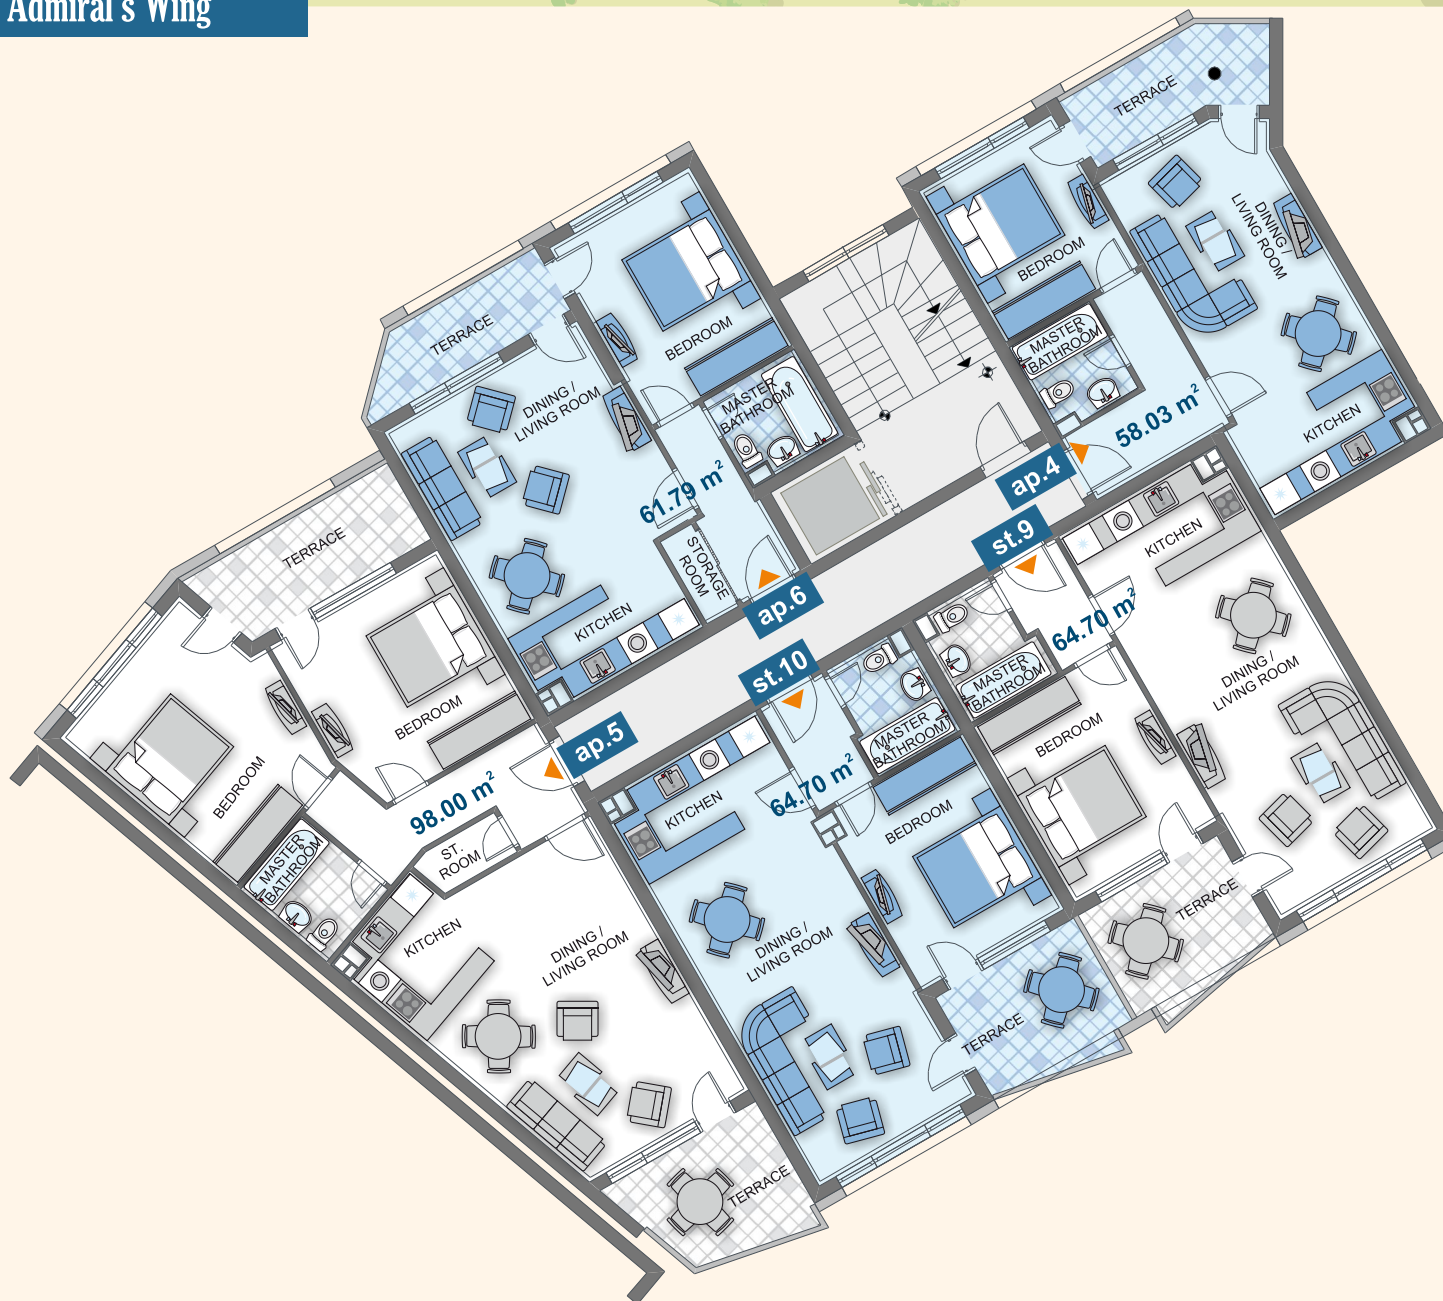 Admiral's Wing
TERRACE
BEDROOM
DINING /
LIVING ROOM
MASTER
BATHROOM
58.03 m²
KITCHEN
ap.4
TERRACE
BEDROOM
DINING /
LIVING ROOM
MASTER
BATHROOM
61.79 m²
STORAGE
ROOM
KITCHEN
ap.6
st.9
KITCHEN
64.70 m²
MASTER
BATHROOM
DINING /
LIVING ROOM
BEDROOM
TERRACE
st.10
MASTER
BATHROOM
64.70 m²
KITCHEN
BEDROOM
DINING /
LIVING ROOM
TERRACE
ap.5
TERRACE
BEDROOM
BEDROOM
98.00 m²
MASTER
BATHROOM
ST.
ROOM
KITCHEN
DINING /
LIVING ROOM
TERRACE